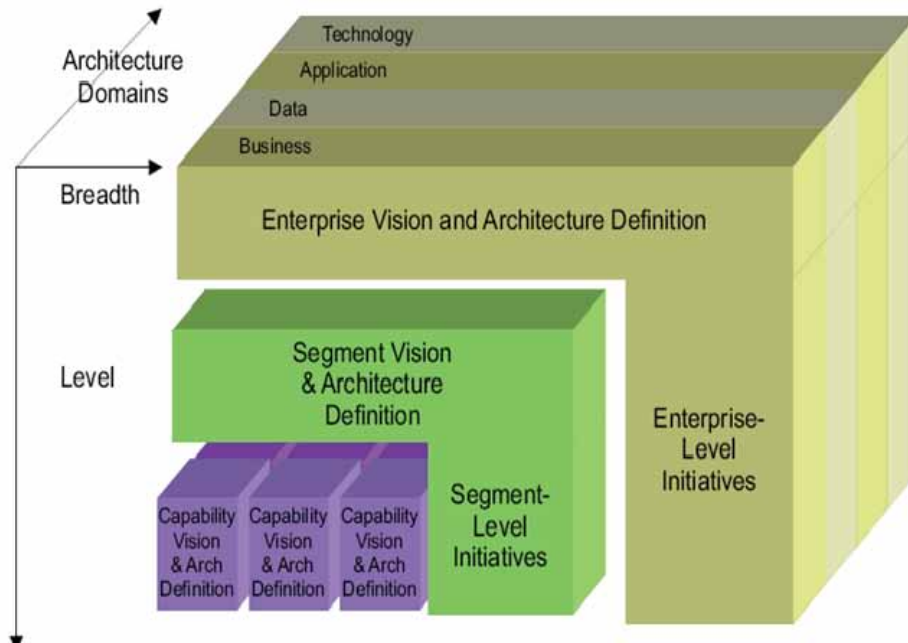 Technology
Architecture
Domains
Application
Data
Business
Breadth
Enterprise Vision and Architecture Definition
Level
Segment Vision
& Architecture
Definition
Enterprise-
Level
Initiatives
Segment-
Level
Initiatives
Capability
Vision
& Arch
Definition
Capability
Vision
& Arch
Definition
Capability
Vision
& Arch
Definition